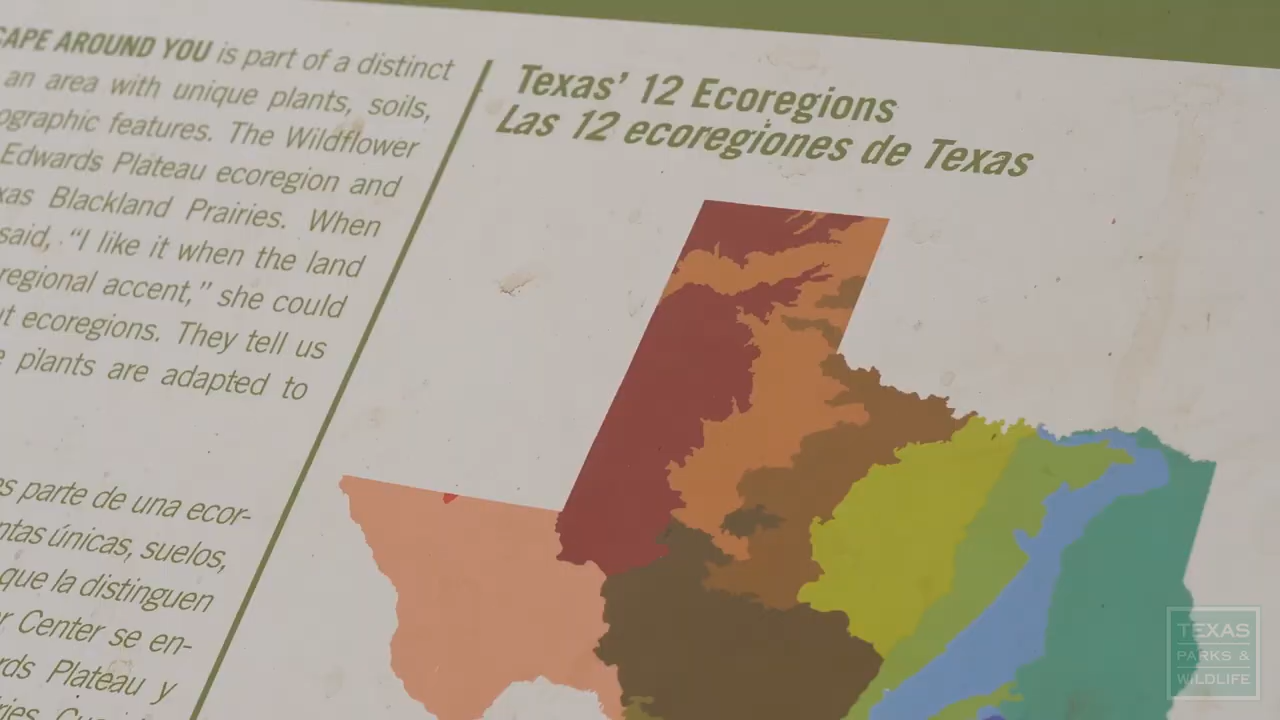 APE AROUND YOU is part of a distinct
an area with unique plants, soils,
ographic features. The Wildflower
Edwards Plateau ecoregion and
xas Blackland Prairies. When
said, "I like it when the land
regional accent," she could
ut ecoregions. They tell us
plants are adapted to
es parte de una ecor-
ntas únicas, suelos,
que la distinguen
r Center se en-
rds Plateau y
Texas' 12 Ecoregions
Las 12 ecoregiones de Texas
TEXAS
PARKS &
WILDLIFE